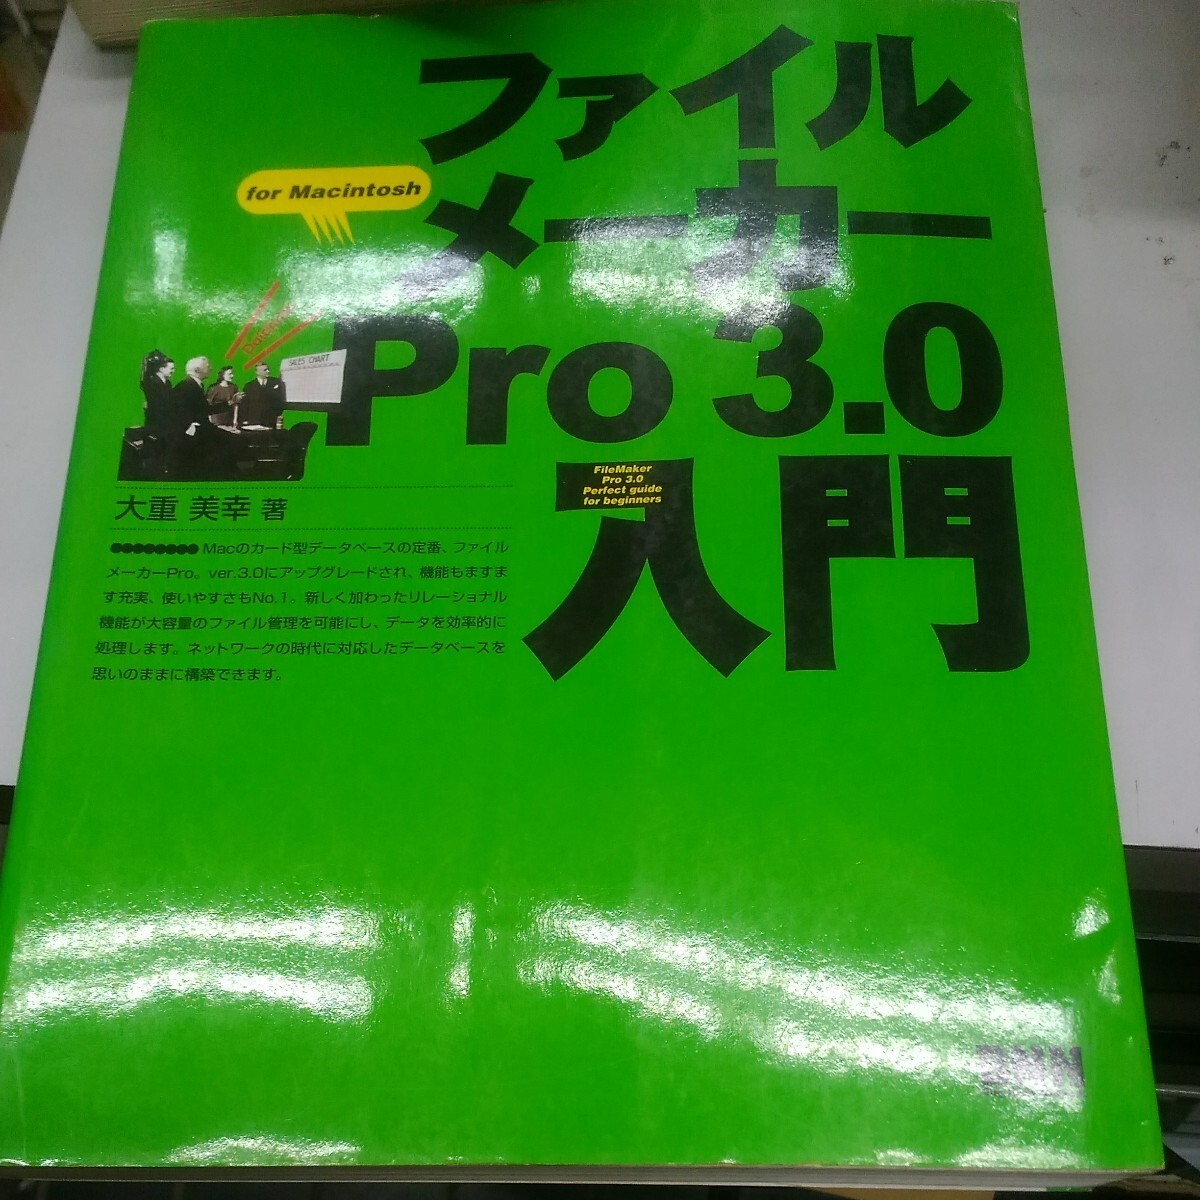 ファイル
メーカー
Pro 3.0
入門
for Macintosh
SALES CHART
FileMaker
Pro 3.0
Perfect guide
for beginners
大重 美幸 著
Macのカード型データベースの定番、ファイル
メーカーPro。ver.3.0にアップグレードされ、機能もますま
す充実、使いやすさもNo.1。新しく加わったリレーショナル
機能が大容量のファイル管理を可能にし、データを効率的に
処理します。ネットワークの時代に対応したデータベースを
思いのままに構築できます。
BNN